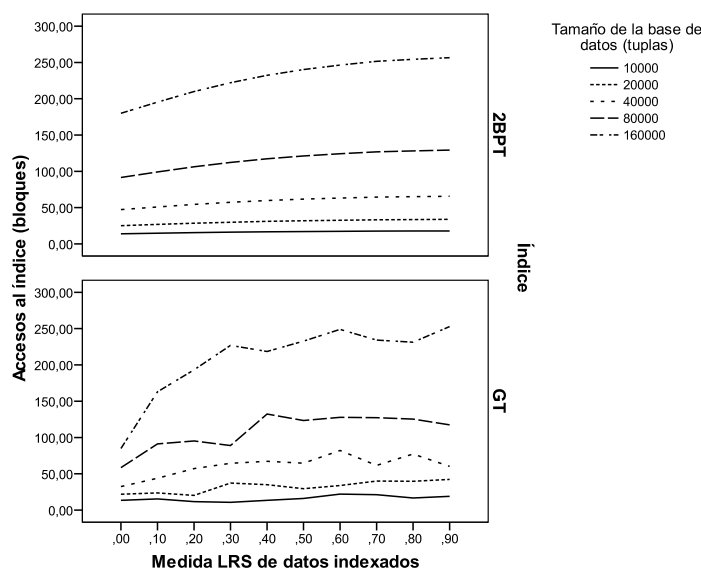 Tamaño de la base de
datos (tuplas)
10000
20000
40000
80000
160000
Accesos al índice (bloques)
300,00
250,00
200,00
150,00
100,00
50,00
0,00
2BPT
Índice
300,00
250,00
200,00
150,00
100,00
50,00
0,00
GT
,00 ,10 ,20 ,30 ,40 ,50 ,60 ,70 ,80 ,90
Medida LRS de datos indexados